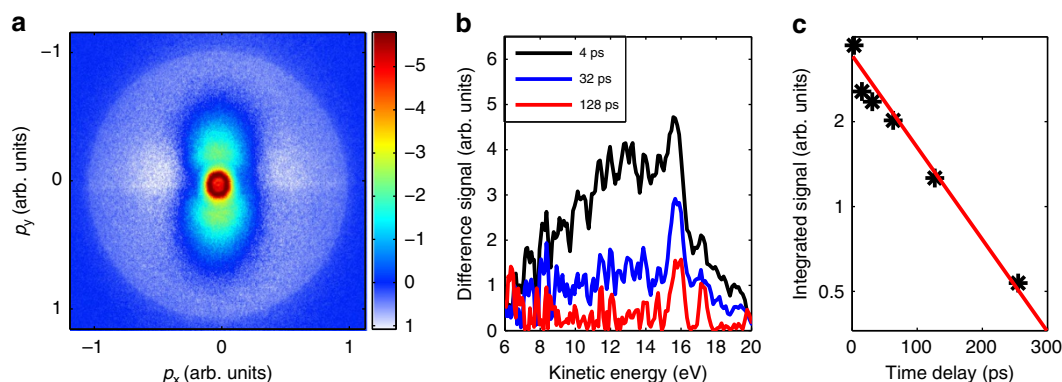 a
p_y (arb. units)
−1
0
1
−1
0
1
p_x (arb. units)
−5
−4
−3
−2
−1
0
1
b
Difference signal (arb. units)
6
5
4
3
2
1
0
4 ps
32 ps
128 ps
6
8
10
12
14
16
18
20
Kinetic energy (eV)
c
Integrated signal (arb. units)
2
1
0.5
0
100
200
300
Time delay (ps)